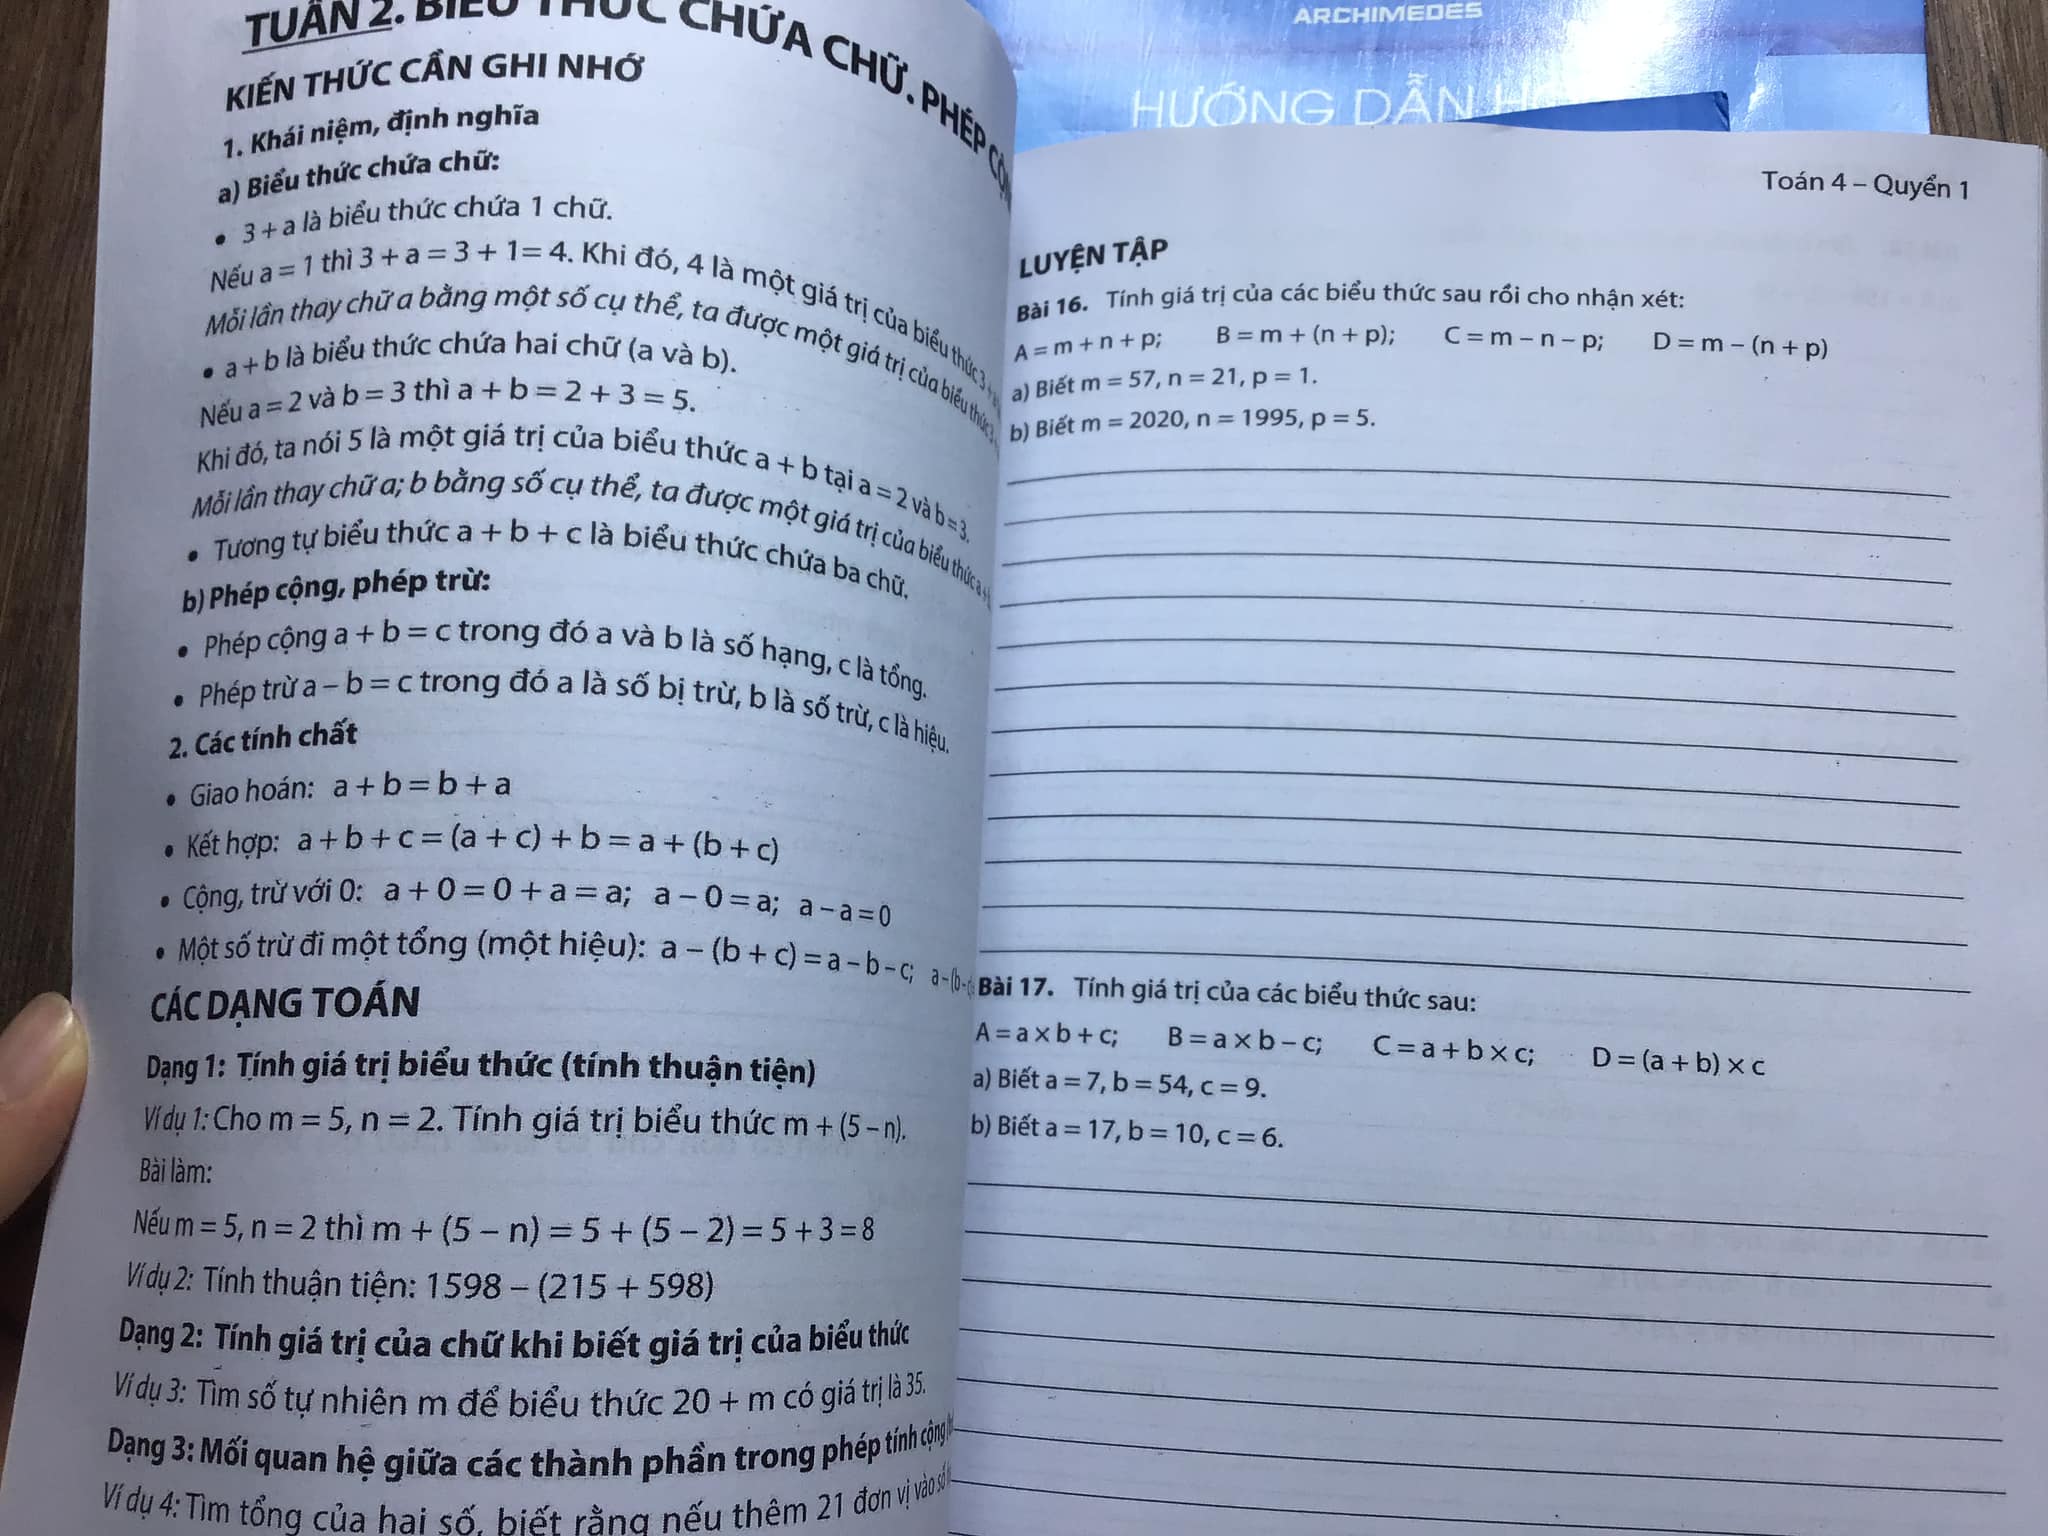 ARCHIMEDES
HƯỚNG DẪN
TUẦN 2. BIỂU THỨC CHỨA CHỮ. PHÉP CỘNG
KIẾN THỨC CẦN GHI NHỚ
1. Khái niệm, định nghĩa
a) Biểu thức chứa chữ:
• 3 + a là biểu thức chứa 1 chữ.
Nếu a = 1 thì 3 + a = 3 + 1= 4. Khi đó, 4 là một giá trị của biểu thức 3 +
Mỗi lần thay chữ a bằng một số cụ thể, ta được một giá trị của biểu thức 3
• a + b là biểu thức chứa hai chữ (a và b).
Nếu a = 2 và b = 3 thì a + b = 2 + 3 = 5.
Khi đó, ta nói 5 là một giá trị của biểu thức a + b tại a = 2 và b = 3.
Mỗi lần thay chữ a; b bằng số cụ thể, ta được một giá trị của biểu thức a +
• Tương tự biểu thức a + b + c là biểu thức chứa ba chữ.
b) Phép cộng, phép trừ:
• Phép cộng a + b = c trong đó a và b là số hạng, c là tổng.
• Phép trừ a – b = c trong đó a là số bị trừ, b là số trừ, c là hiệu.
2. Các tính chất
• Giao hoán: a + b = b + a
• Kết hợp: a + b + c = (a + c) + b = a + (b + c)
• Cộng, trừ với 0: a + 0 = 0 + a = a; a – 0 = a; a – a = 0
• Một số trừ đi một tổng (một hiệu): a – (b + c) = a – b – c; a – (b – c
CÁC DẠNG TOÁN
Dạng 1: Tính giá trị biểu thức (tính thuận tiện)
Ví dụ 1: Cho m = 5, n = 2. Tính giá trị biểu thức m + (5 – n).
Bài làm:
Nếu m = 5, n = 2 thì m + (5 – n) = 5 + (5 – 2) = 5 + 3 = 8
Ví dụ 2: Tính thuận tiện: 1598 – (215 + 598)
Dạng 2: Tính giá trị của chữ khi biết giá trị của biểu thức
Ví dụ 3: Tìm số tự nhiên m để biểu thức 20 + m có giá trị là 35.
Dạng 3: Mối quan hệ giữa các thành phần trong phép tính cộng
Ví dụ 4: Tìm tổng của hai số, biết rằng nếu thêm 21 đơn vị vào số
Toán 4 – Quyển 1
LUYỆN TẬP
Bài 16. Tính giá trị của các biểu thức sau rồi cho nhận xét:
A = m + n + p; B = m + (n + p); C = m – n – p; D = m – (n + p)
a) Biết m = 57, n = 21, p = 1.
b) Biết m = 2020, n = 1995, p = 5.
Bài 17. Tính giá trị của các biểu thức sau:
A = a × b + c; B = a × b – c; C = a + b × c; D = (a + b) × c
a) Biết a = 7, b = 54, c = 9.
b) Biết a = 17, b = 10, c = 6.